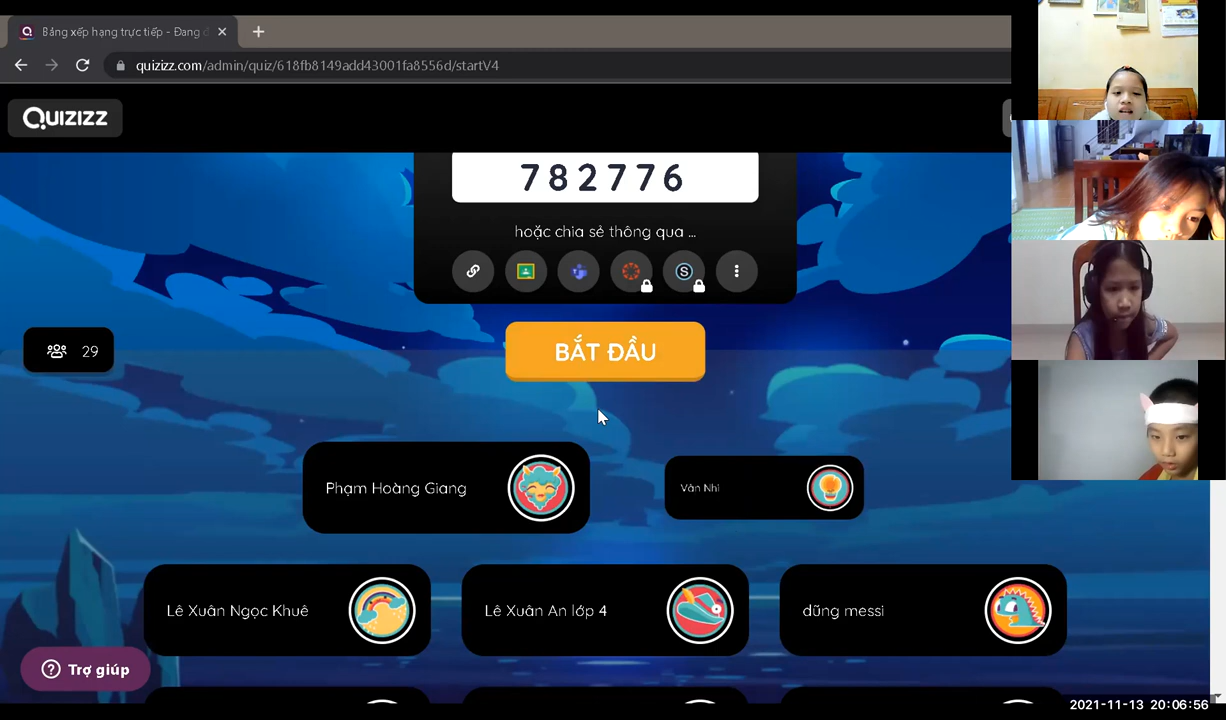 Bảng xếp hạng trực tiếp - Đang
quizizz.com/admin/quiz/618fb8149add43001fa8556d/startV4
QUIZIZZ
782776
hoặc chia sẻ thông qua ...
S
29
BẮT ĐẦU
Phạm Hoàng Giang
Vân Nhi
Lê Xuân Ngọc Khuê
Lê Xuân An lớp 4
dũng messi
Trợ giúp
2021-11-13 20:06:56